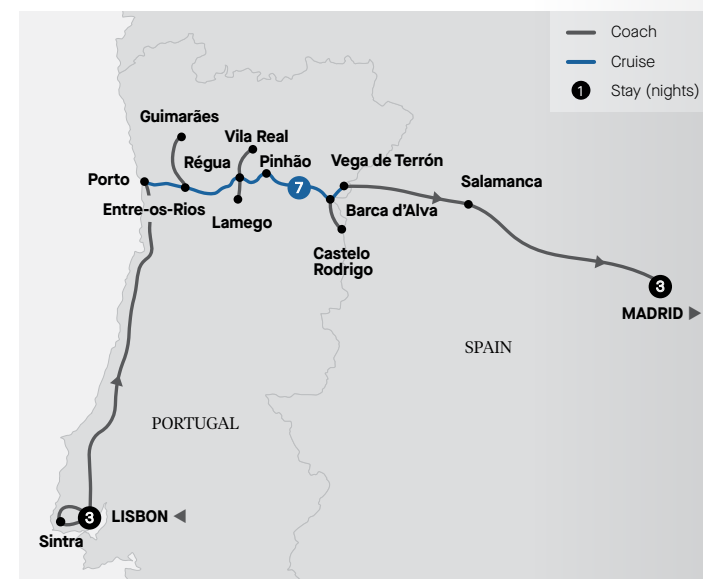 Coach
Cruise
1 Stay (nights)
Guimarães
Vila Real
Régua
Pinhão
Vega de Terrón
Porto
Salamanca
7
Entre-os-Rios
Barca d'Alva
Lamego
Castelo
Rodrigo
3
MADRID
SPAIN
PORTUGAL
3 LISBON
Sintra